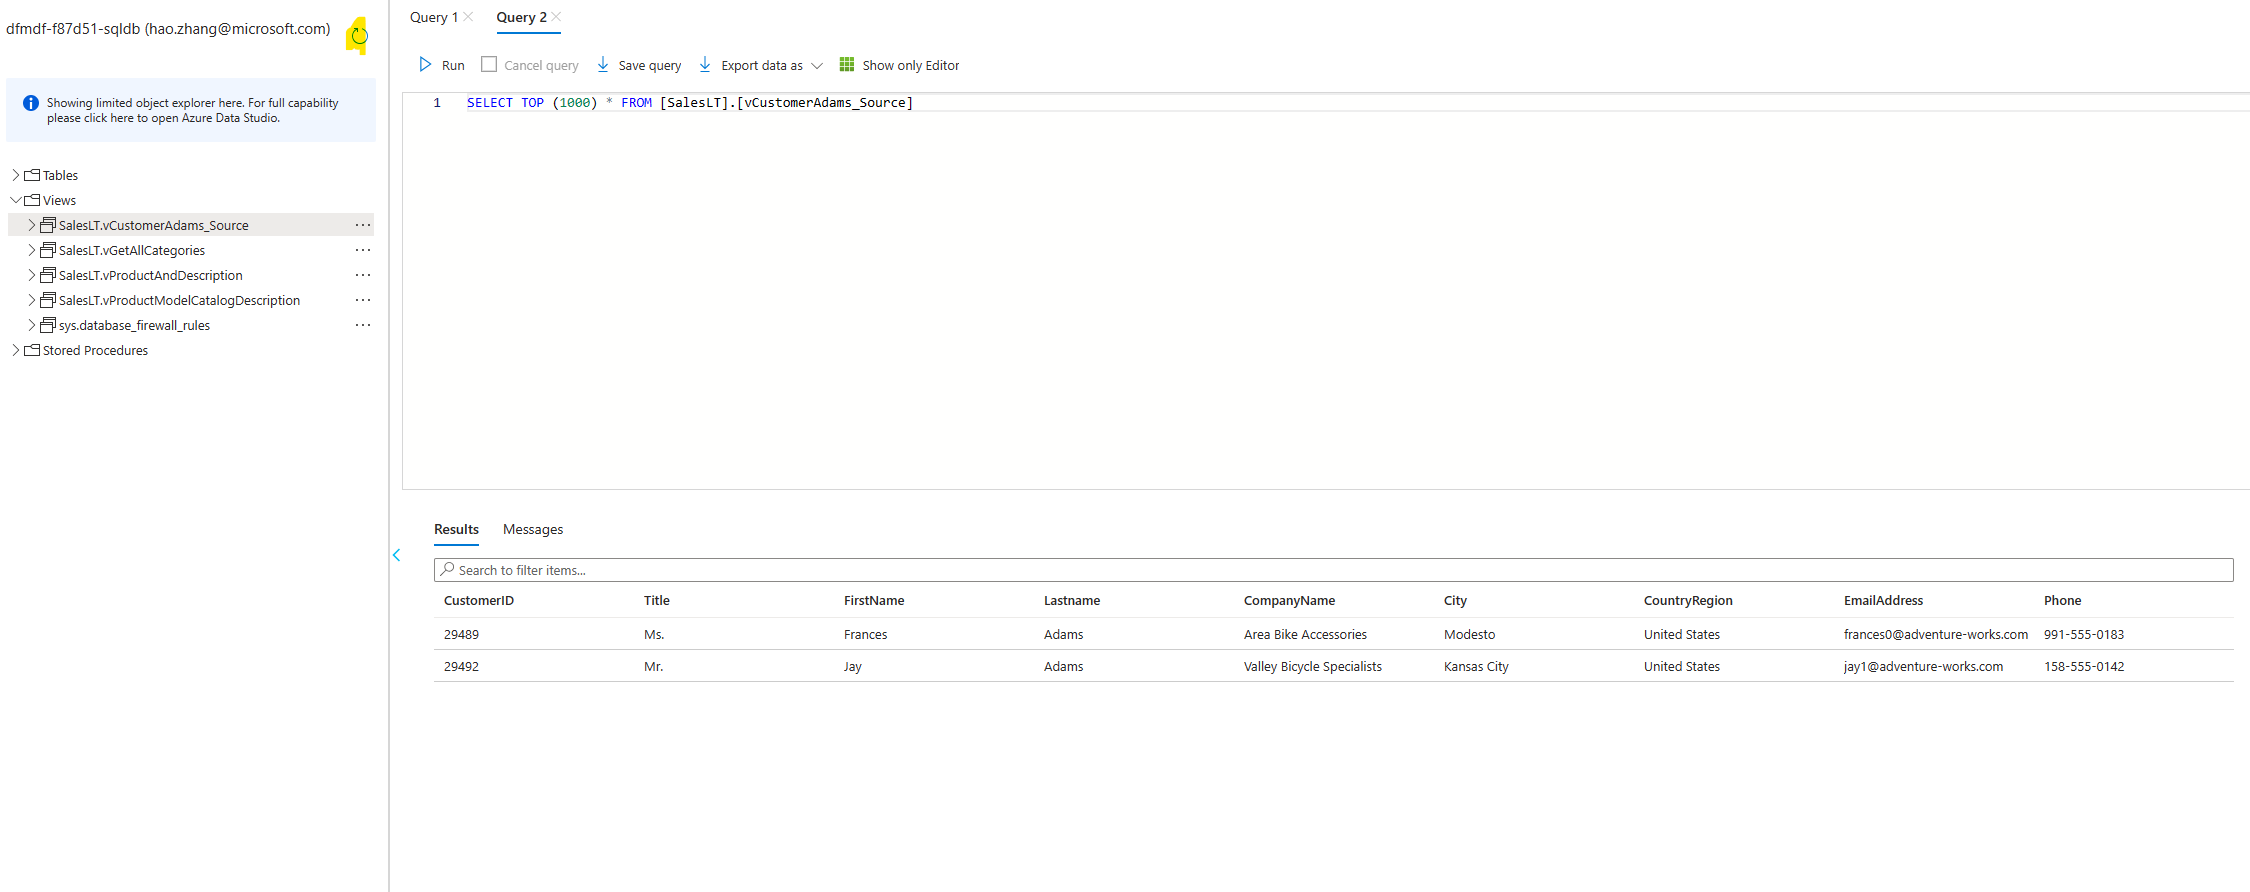 dfmdf-f87d51-sqldb (hao.zhang@microsoft.com)
Showing limited object explorer here. For full capability
please click here to open Azure Data Studio.
Tables
Views
SalesLT.vCustomerAdams_Source ...
SalesLT.vGetAllCategories ...
SalesLT.vProductAndDescription ...
SalesLT.vProductModelCatalogDescription ...
sys.database_firewall_rules ...
Stored Procedures
Query 1 Query 2
Run Cancel query Save query Export data as Show only Editor
1 SELECT TOP (1000) * FROM [SalesLT].[vCustomerAdams_Source]
Results Messages
Search to filter items...
CustomerID Title FirstName Lastname CompanyName City CountryRegion EmailAddress Phone
29489 Ms. Frances Adams Area Bike Accessories Modesto United States frances0@adventure-works.com 991-555-0183
29492 Mr. Jay Adams Valley Bicycle Specialists Kansas City United States jay1@adventure-works.com 158-555-0142